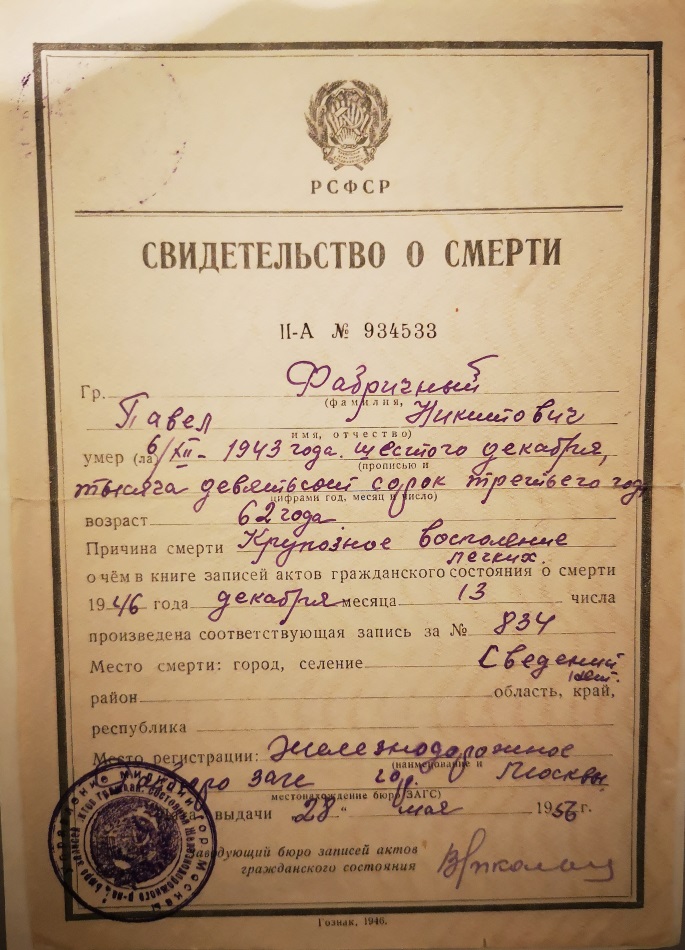 РСФСР
СВИДЕТЕЛЬСТВО О СМЕРТИ
II-А № 934533
Гр. Фабричный
(фамилия,
Павел Никитович
имя, отчество)
умер (ла) 6/XII - 1943 года. шестого декабря,
(прописью и
тысяча девятьсот сорок третьего года
цифрами год, месяц и число)
возраст 62 года
Причина смерти Крупозное воспаление
легких.
о чём в книге записей актов гражданского состояния о смерти
1946 года декабря месяца 13 числа
произведена соответствующая запись за № 834
Место смерти: город, селение Сведений
нет.
район область, край,
республика
Место регистрации: Железнодорожное
(наименование и
бюро загс гор. Москвы
местонахождение бюро ЗАГС)
выдачи 28 " мая 1956 г.
Заведующий бюро записей актов
гражданского состояния
Гознак, 1946.